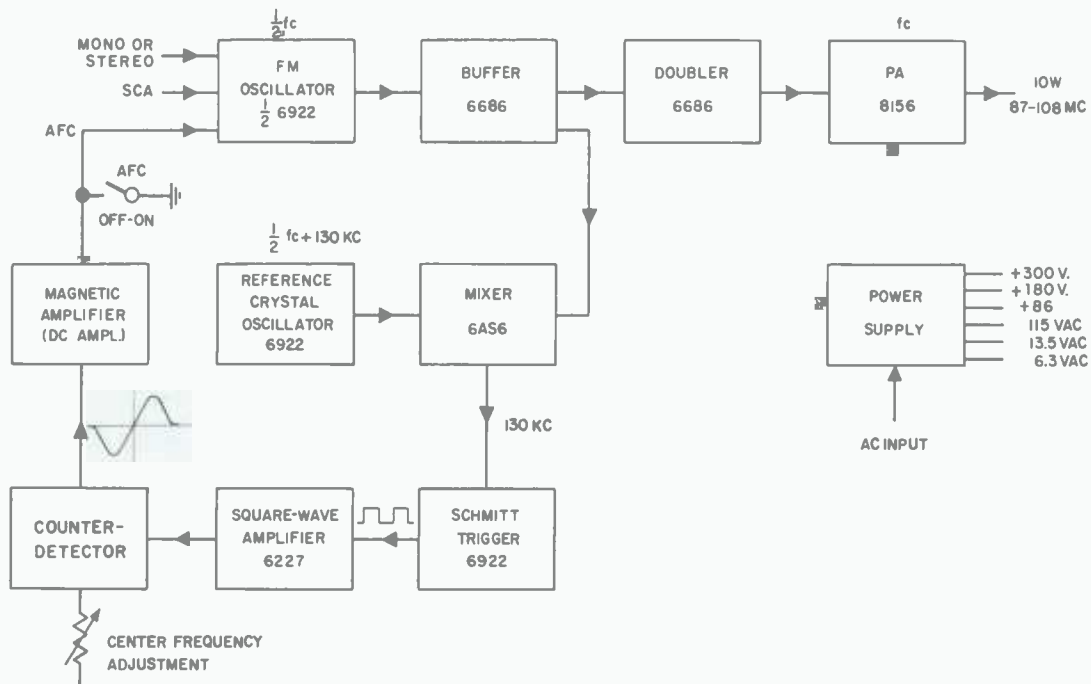 1/2 fc
fc
MONO OR
STEREO
SCA
AFC
FM
OSCILLATOR
1/2 6922
BUFFER
6686
DOUBLER
6686
PA
8156
10W
87-108 MC
AFC
OFF-ON
1/2 fc + 130 KC
MAGNETIC
AMPLIFIER
(DC AMPL.)
REFERENCE
CRYSTAL
OSCILLATOR
6922
MIXER
6AS6
POWER
SUPPLY
+300 V.
+180 V.
+86
115 VAC
13.5 VAC
6.3 VAC
130 KC
AC INPUT
COUNTER-
DETECTOR
SQUARE-WAVE
AMPLIFIER
6227
SCHMITT
TRIGGER
6922
CENTER FREQUENCY
ADJUSTMENT